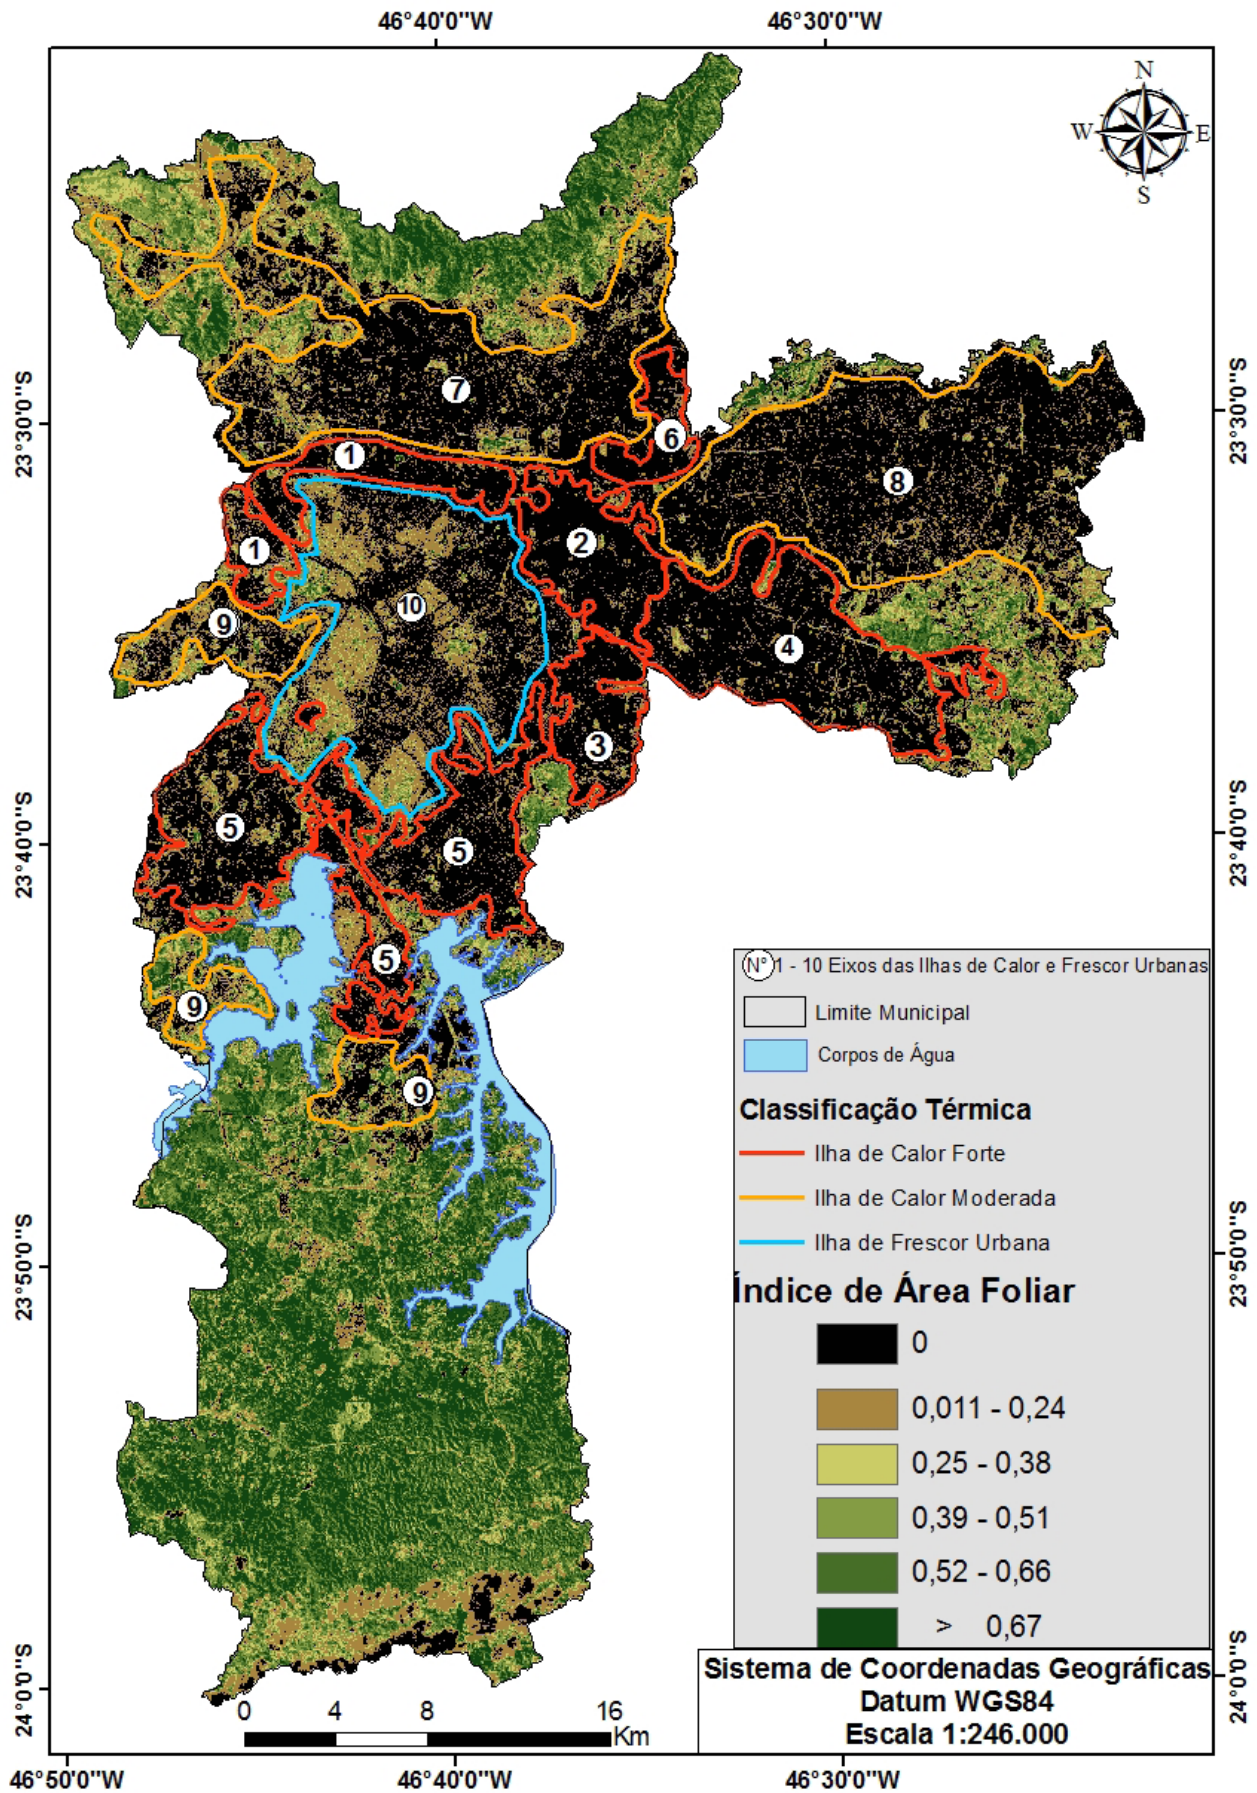 46°40'0"W
46°30'0"W
N
W
E
S
23°30'0"S
23°30'0"S
7
6
1
8
2
1
10
9
4
3
5
5
23°40'0"S
23°40'0"S
5
9
9
Nº 1 - 10 Eixos das Ilhas de Calor e Frescor Urbanas
Limite Municipal
Corpos de Água
Classificação Térmica
Ilha de Calor Forte
Ilha de Calor Moderada
Ilha de Frescor Urbana
23°50'0"S
23°50'0"S
Índice de Área Foliar
0
0,011 - 0,24
0,25 - 0,38
0,39 - 0,51
0,52 - 0,66
> 0,67
24°0'0"S
24°0'0"S
Sistema de Coordenadas Geográficas
Datum WGS84
Escala 1:246.000
0 4 8 16
Km
46°50'0"W
46°40'0"W
46°30'0"W